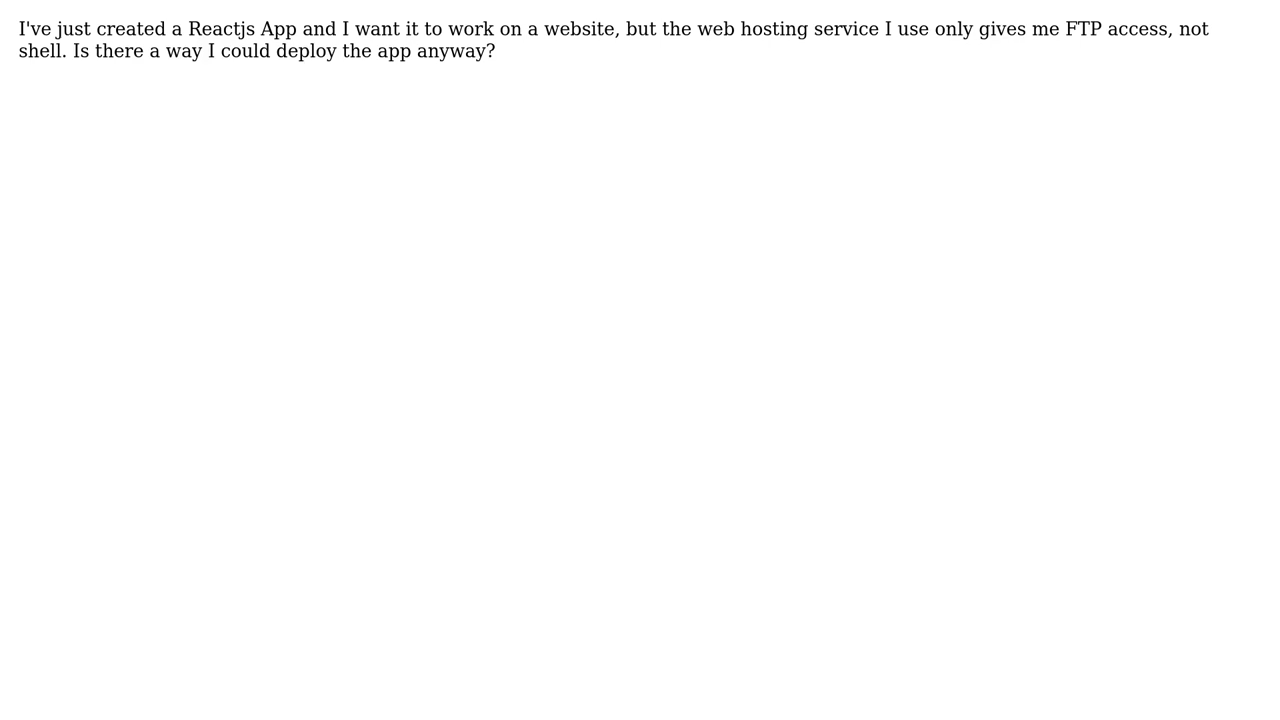 I've just created a Reactjs App and I want it to work on a website, but the web hosting service I use only gives me FTP access, not
shell. Is there a way I could deploy the app anyway?